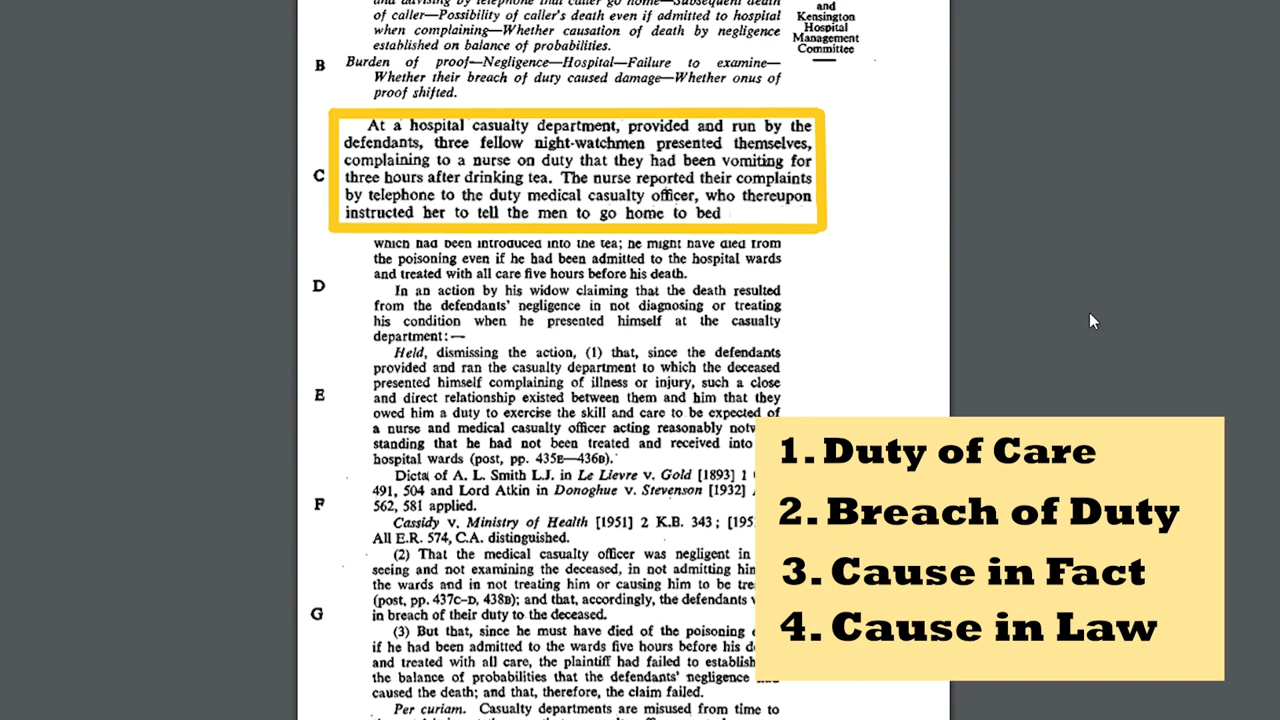 and advising by telephone that caller go home—Subsequent death
of caller—Possibility of caller's death even if admitted to hospital
when complaining—Whether causation of death by negligence
established on balance of probabilities.
and
Kensington
Hospital
Management
Committee
B
Burden of proof—Negligence—Hospital—Failure to examine—
Whether their breach of duty caused damage—Whether onus of
proof shifted.
At a hospital casualty department, provided and run by the
defendants, three fellow night-watchmen presented themselves,
complaining to a nurse on duty that they had been vomiting for
C
three hours after drinking tea. The nurse reported their complaints
by telephone to the duty medical casualty officer, who thereupon
instructed her to tell the men to go home to bed
which had been introduced into the tea; he might have died from
the poisoning even if he had been admitted to the hospital wards
and treated with all care five hours before his death.
D
In an action by his widow claiming that the death resulted
from the defendants' negligence in not diagnosing or treating
his condition when he presented himself at the casualty
department:—
Held, dismissing the action, (1) that, since the defendants
provided and ran the casualty department to which the deceased
presented himself complaining of illness or injury, such a close
E
and direct relationship existed between them and him that they
owed him a duty to exercise the skill and care to be expected of
a nurse and medical casualty officer acting reasonably notw
standing that he had not been treated and received into
hospital wards (post, pp. 435E—436B).
Dicta of A. L. Smith L.J. in Le Lievre v. Gold [1893] 1
491, 504 and Lord Atkin in Donoghue v. Stevenson [1932]
F
562, 581 applied.
Cassidy v. Ministry of Health [1951] 2 K.B. 343; [195
All E.R. 574, C.A. distinguished.
(2) That the medical casualty officer was negligent in
seeing and not examining the deceased, in not admitting him
the wards and in not treating him or causing him to be tre
(post, pp. 437C-D, 438B); and that, accordingly, the defendants
G
in breach of their duty to the deceased.
(3) But that, since he must have died of the poisoning
if he had been admitted to the wards five hours before his d
and treated with all care, the plaintiff had failed to establish
the balance of probabilities that the defendants' negligence
caused the death; and that, therefore, the claim failed.
Per curiam. Casualty departments are misused from time to
1. Duty of Care
2. Breach of Duty
3. Cause in Fact
4. Cause in Law